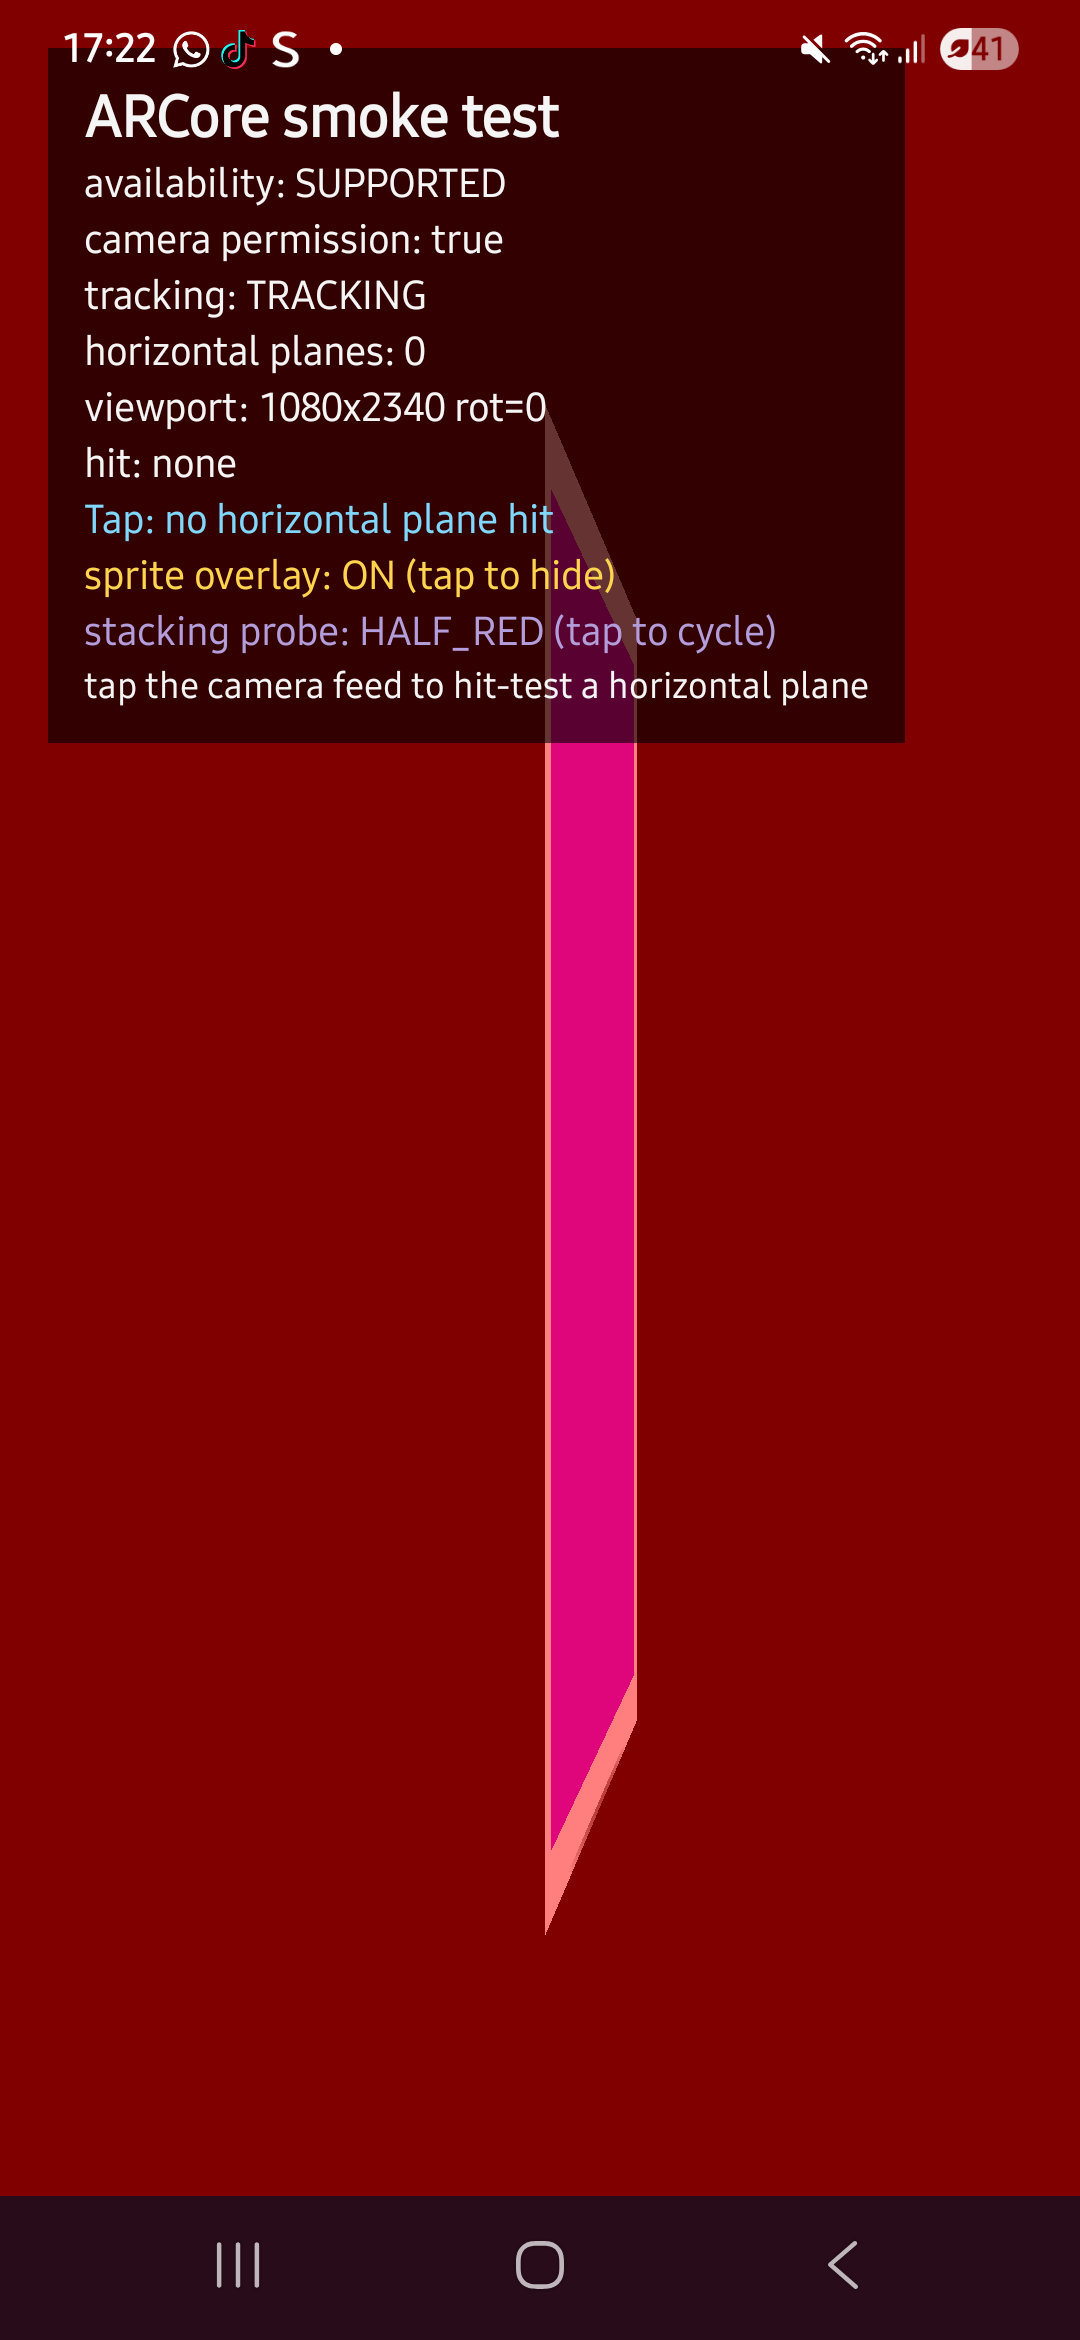 17:22 S 41
ARCore smoke test
availability: SUPPORTED
camera permission: true
tracking: TRACKING
horizontal planes: 0
viewport: 1080x2340 rot=0
hit: none
Tap: no horizontal plane hit
sprite overlay: ON (tap to hide)
stacking probe: HALF_RED (tap to cycle)
tap the camera feed to hit-test a horizontal plane